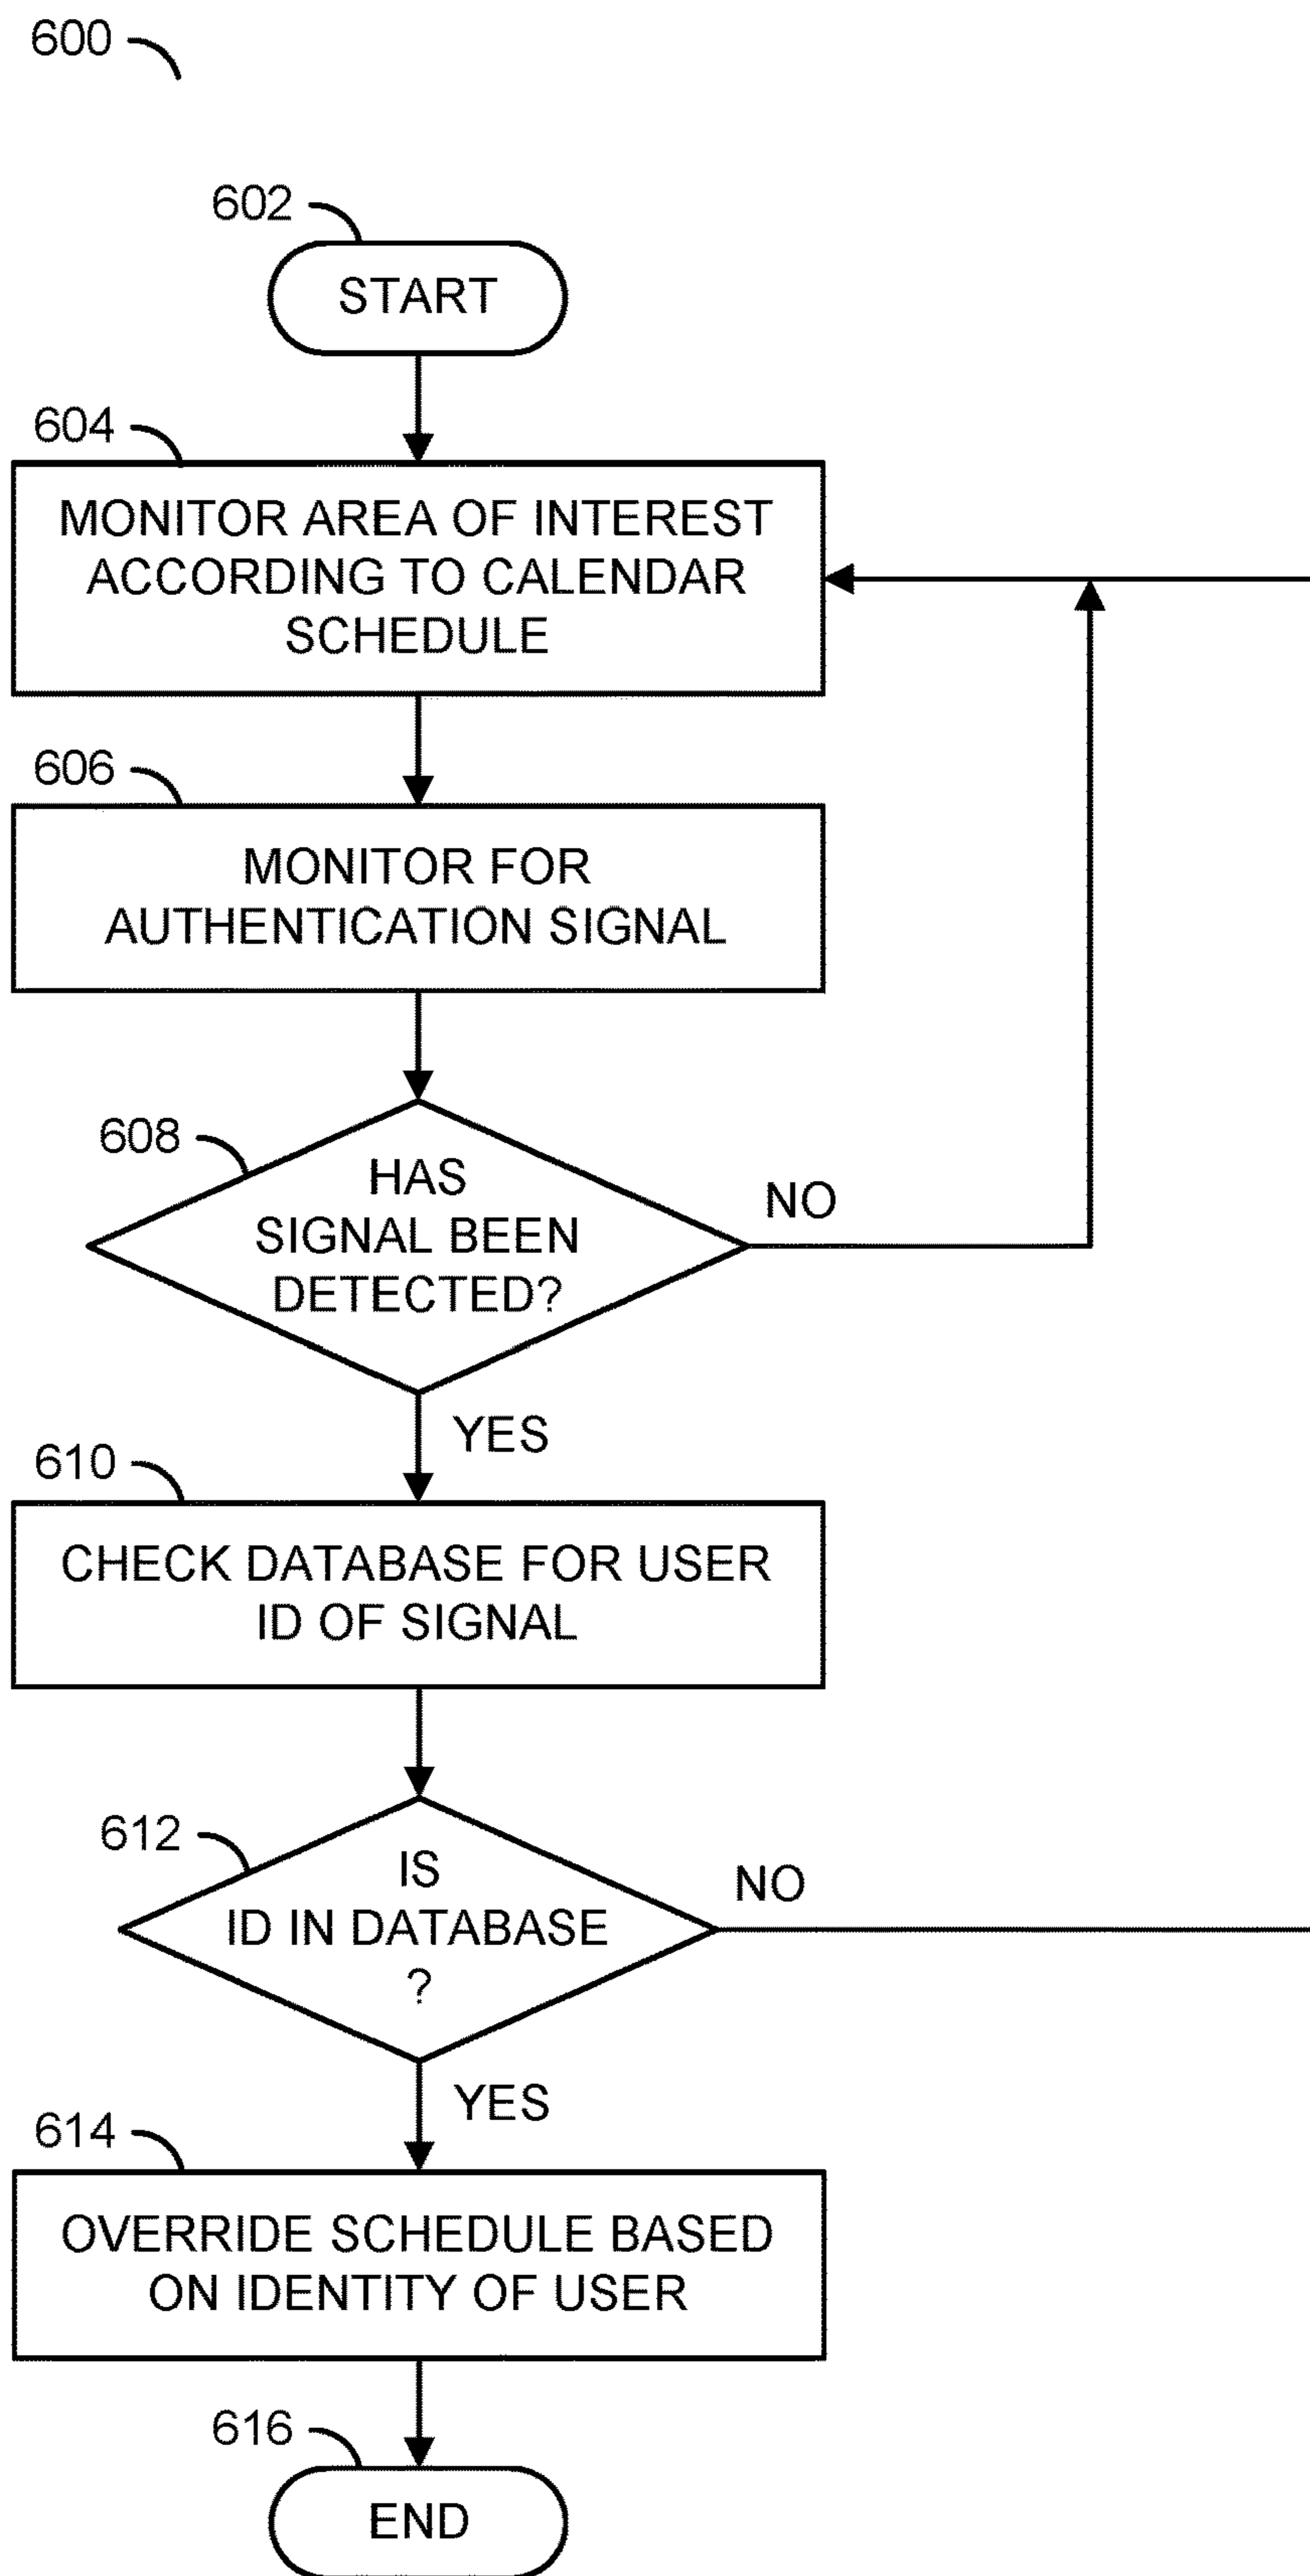 600
602
START
604
MONITOR AREA OF INTEREST
ACCORDING TO CALENDAR
SCHEDULE
606
MONITOR FOR
AUTHENTICATION SIGNAL
608
HAS
SIGNAL BEEN
DETECTED?
NO
YES
610
CHECK DATABASE FOR USER
ID OF SIGNAL
612
IS
ID IN DATABASE
?
NO
YES
614
OVERRIDE SCHEDULE BASED
ON IDENTITY OF USER
616
END